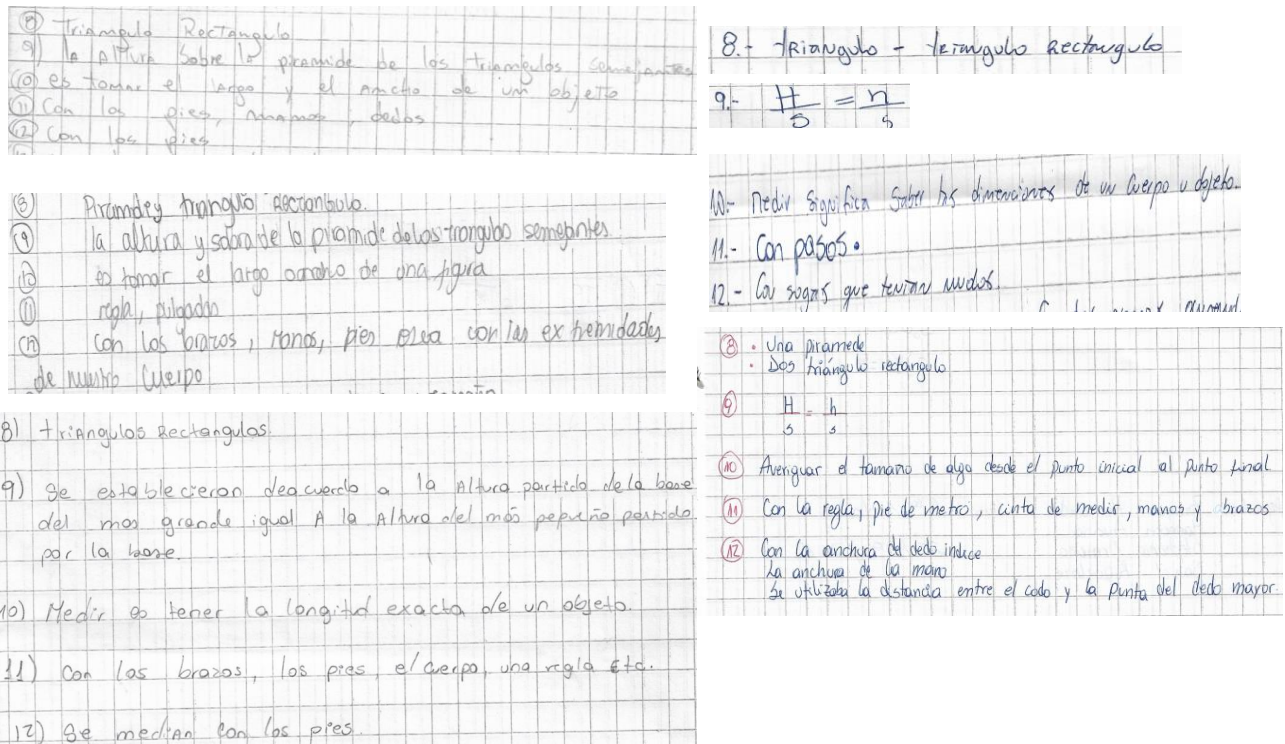 ⑧ Triangulo Rectangulo
9) la Altura sobre la piramide de los triangulos semejantes
⑩ es tomar el largo y el ancho de un objeto
⑪ Con los pies, manos, dedos
⑫ Con los pies
⑧ Piramde y triangulo Rectanbulo.
⑨ la altura y sobra de la piramide de los triangulos semejantes
⑩ es tomar el largo o ancho de una figura
⑪ regla, pulgadas
⑫ Con los brazos, manos, pies osea con las extremidades
de nuestro Cuerpo
8) triangulos Rectangulos.
9) Se establecieron deacuerdo a la Altura partido de la base
del mas grande igual A la Altura del más pequeño partido
por la base.
10) Medir es tener la longitud exacta de un objeto.
11) Con los brazos, los pies, el cuerpo, una regla Etc.
12) Se median con los pies.
8.- triangulo - triangulo Rectangulo
9.- H/S = h/s
10.- Medir significa saber las dimenciones de un Cuerpo u objeto.
11.- Con pasos.
12.- Con sogas que tenian nudos.
⑧ • Una piramede
• Dos triángulo rectangulo
⑨ H/s = h/s
⑩ Averiguar el tamaño de algo desde el punto inicial al punto final
⑪ Con la regla, pie de metro, cinta de medir, manos y brazos
⑫ Con la anchura del dedo indice
La anchura de la mano
Se utilizaba la distancia entre el codo y la punta del dedo mayor.